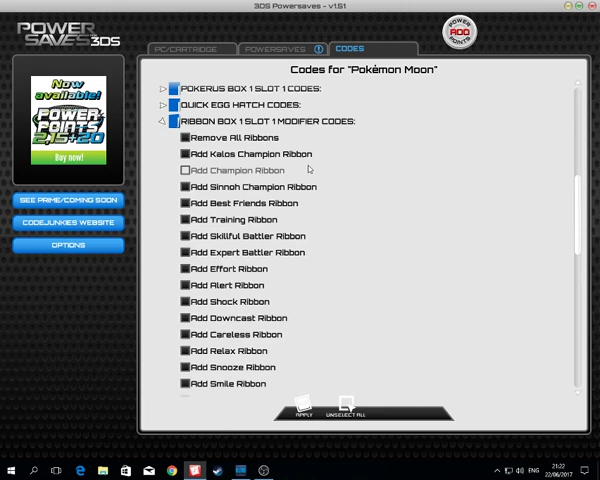 3DS Powersaves - v1.51
POWER
SAVES 3DS
POWER
ADD
POINTS
PC/CARTRIDGE
POWERSAVES
CODES
Codes for "Pokémon Moon"
Now
available!
POWER
POINTS
Buy now!
SEE PRIME/COMING SOON
CODEJUNKIES WEBSITE
OPTIONS
POKERUS BOX 1 SLOT 1 CODES:
QUICK EGG HATCH CODES:
RIBBON BOX 1 SLOT 1 MODIFIER CODES:
Remove All Ribbons
Add Kalos Champion Ribbon
Add Champion Ribbon
Add Sinnoh Champion Ribbon
Add Best Friends Ribbon
Add Training Ribbon
Add Skillful Battler Ribbon
Add Expert Battler Ribbon
Add Effort Ribbon
Add Alert Ribbon
Add Shock Ribbon
Add Downcast Ribbon
Add Careless Ribbon
Add Relax Ribbon
Add Snooze Ribbon
Add Smile Ribbon
APPLY
UNSELECT ALL
ENG
21:22
22/06/2017